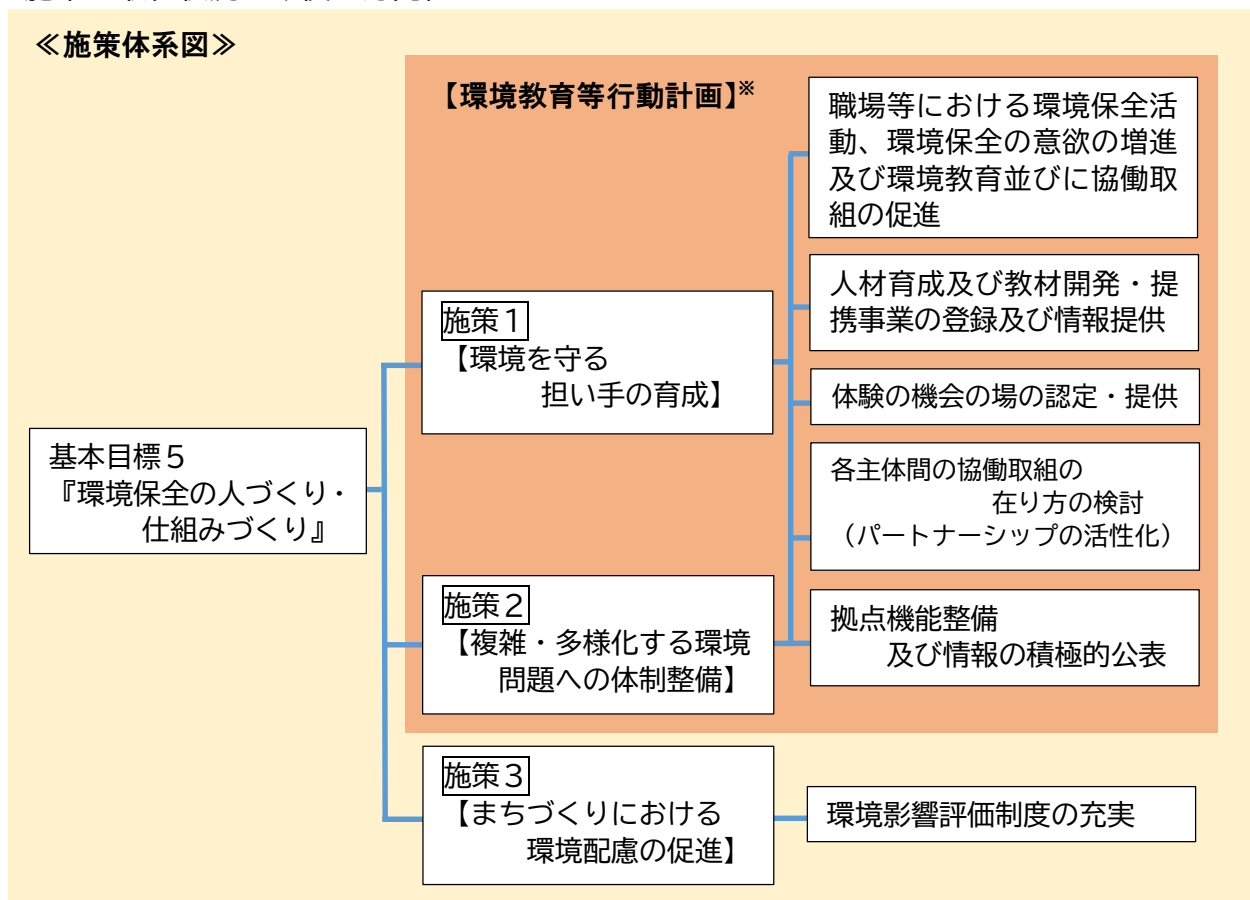 ≪施策体系図≫
【環境教育等行動計画】※
職場等における環境保全活
動、環境保全の意欲の増進
及び環境教育並びに協働取
組の促進
人材育成及び教材開発・提
携事業の登録及び情報提供
施策１
【環境を守る
担い手の育成】
体験の機会の場の認定・提供
基本目標５
『環境保全の人づくり・
仕組みづくり』
各主体間の協働取組の
在り方の検討
（パートナーシップの活性化）
施策２
【複雑・多様化する環境
問題への体制整備】
拠点機能整備
及び情報の積極的公表
施策３
【まちづくりにおける
環境配慮の促進】
環境影響評価制度の充実